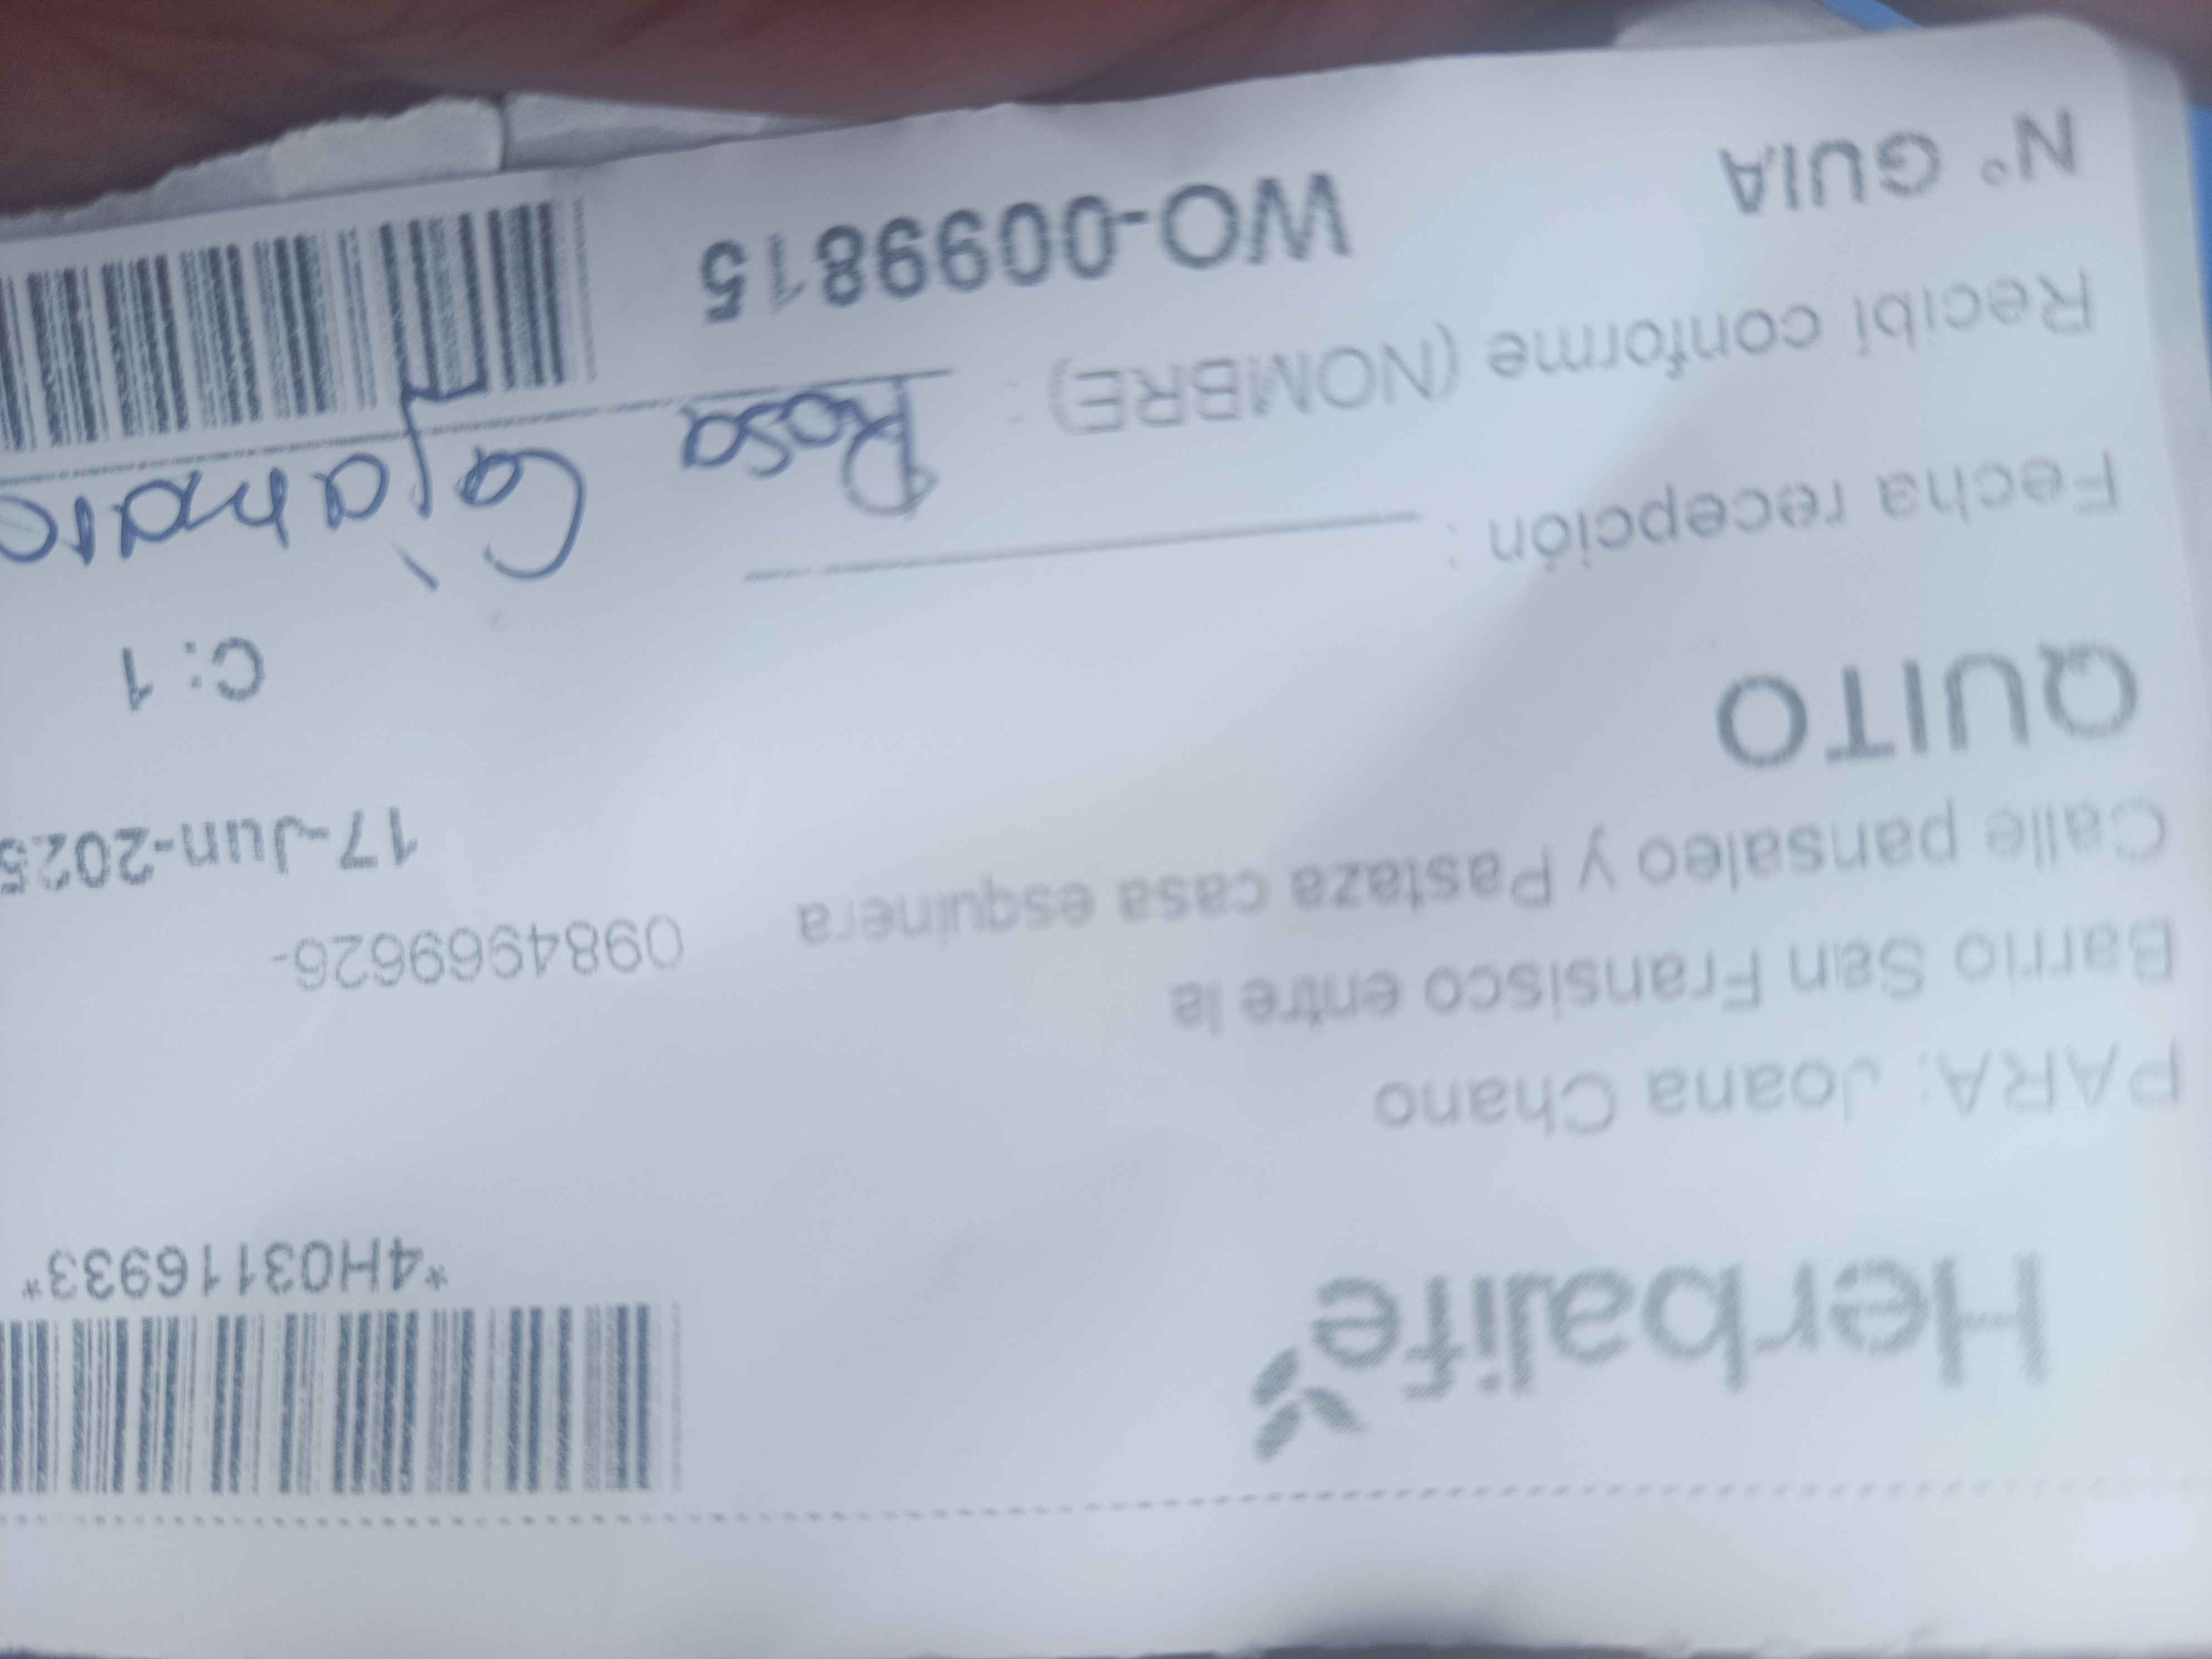 Herbalife
*4H03116933*
PARA: Joana Chano
Barrio San Fransisco entre la
Calle pansaleo y Pastaza casa esquinera 0984969626-
17-Jun-2025
QUITO
C: 1
Fecha recepción :
Recibí conforme (NOMBRE) : Rosa
N° GUIA WO-0099815